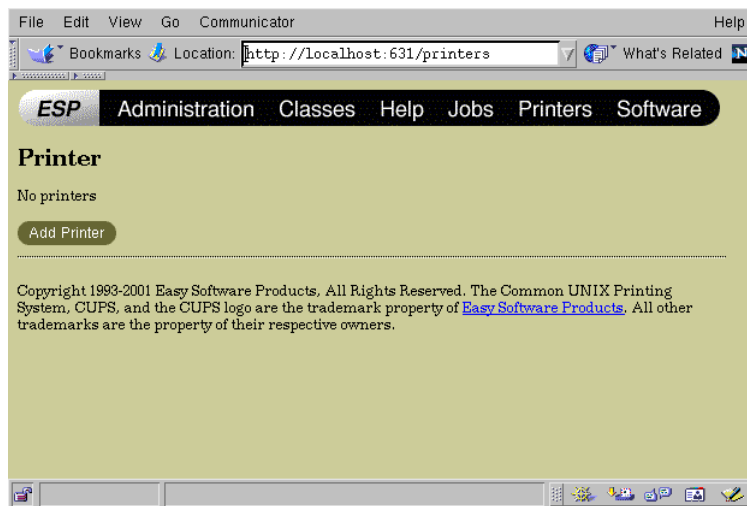 File Edit View Go Communicator Help
Bookmarks Location: http://localhost:631/printers What's Related N
ESP Administration Classes Help Jobs Printers Software
Printer
No printers
Add Printer
Copyright 1993-2001 Easy Software Products, All Rights Reserved. The Common UNIX Printing
System, CUPS, and the CUPS logo are the trademark property of Easy Software Products. All other
trademarks are the property of their respective owners.